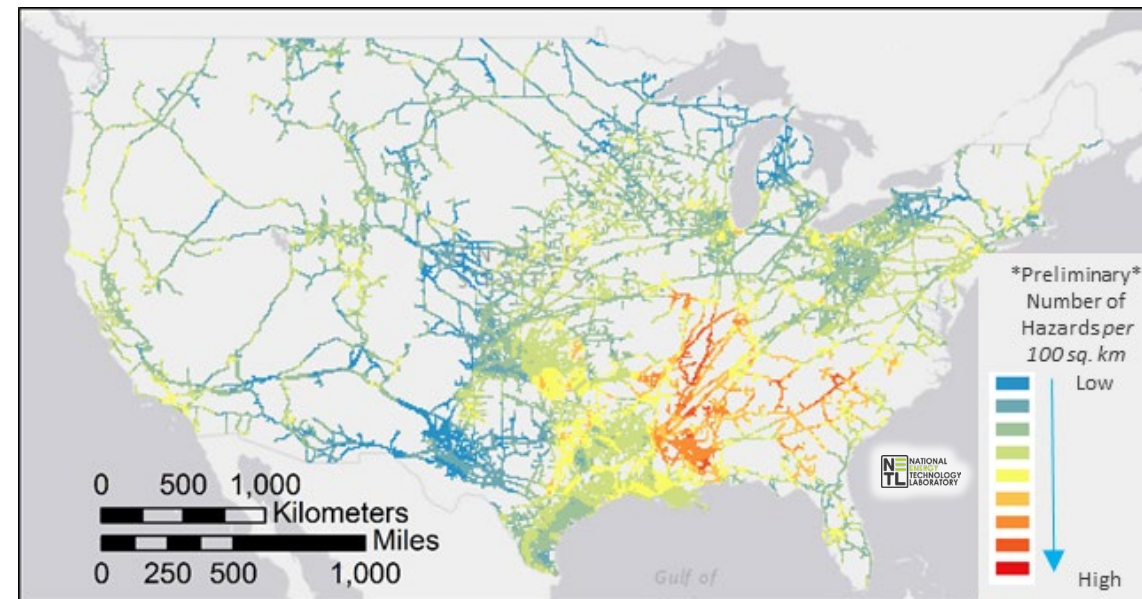 *Preliminary*
Number of
Hazards per
100 sq. km
Low
High
NETL
NATIONAL
ENERGY
TECHNOLOGY
LABORATORY
0 500 1,000
Kilometers
Miles
0 250 500 1,000
Gulf of